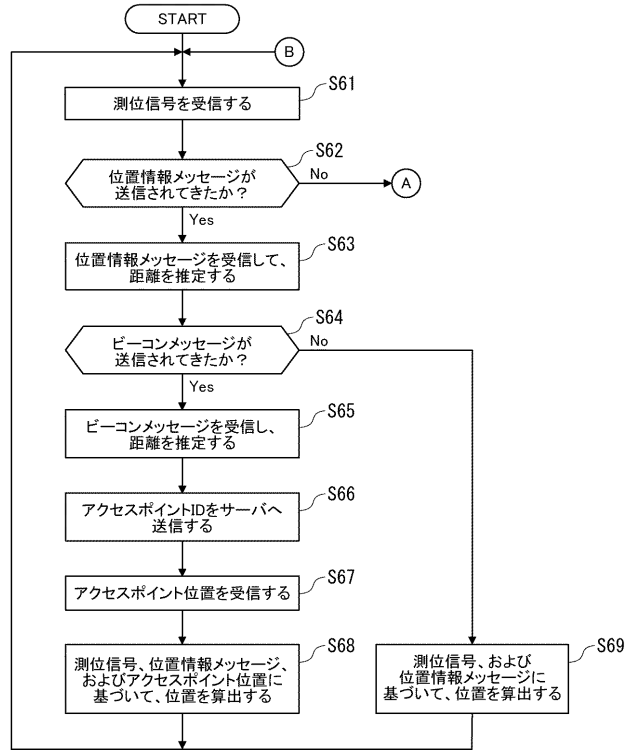 START
B
S61
測位信号を受信する
S62
位置情報メッセージが
送信されてきたか？
No
A
Yes
S63
位置情報メッセージを受信して、
距離を推定する
S64
ビーコンメッセージが
送信されてきたか？
No
Yes
S65
ビーコンメッセージを受信し、
距離を推定する
S66
アクセスポイントIDをサーバへ
送信する
S67
アクセスポイント位置を受信する
S68
測位信号、位置情報メッセージ、
およびアクセスポイント位置に
基づいて、位置を算出する
S69
測位信号、および
位置情報メッセージに
基づいて、位置を算出する